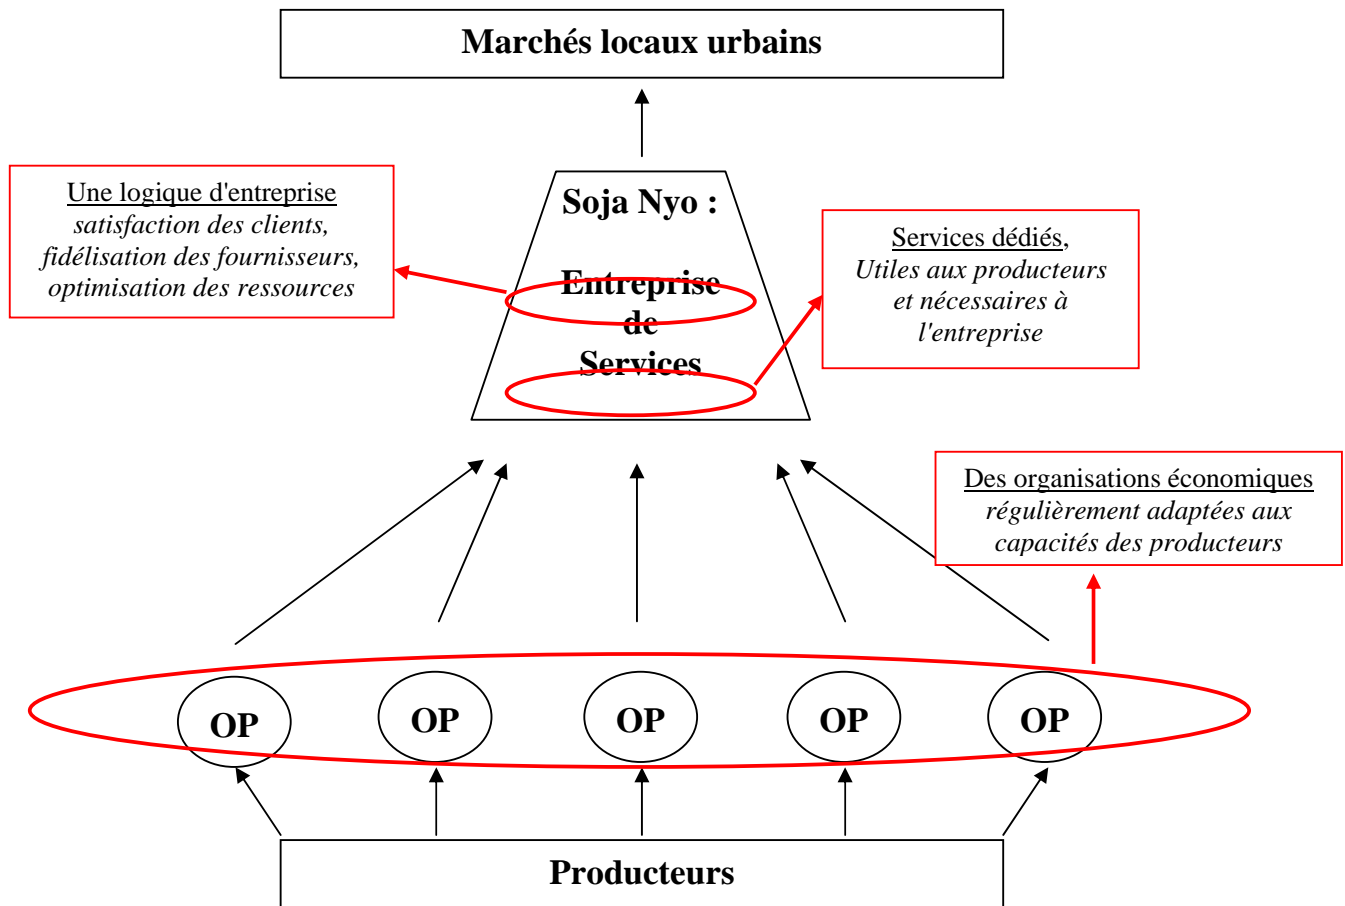 Marchés locaux urbains
Une logique d'entreprise
satisfaction des clients,
fidélisation des fournisseurs,
optimisation des ressources
Soja Nyo :
Entreprise
de
Services
Services dédiés,
Utiles aux producteurs
et nécessaires à
l'entreprise
Des organisations économiques
régulièrement adaptées aux
capacités des producteurs
OP
OP
OP
OP
OP
Producteurs